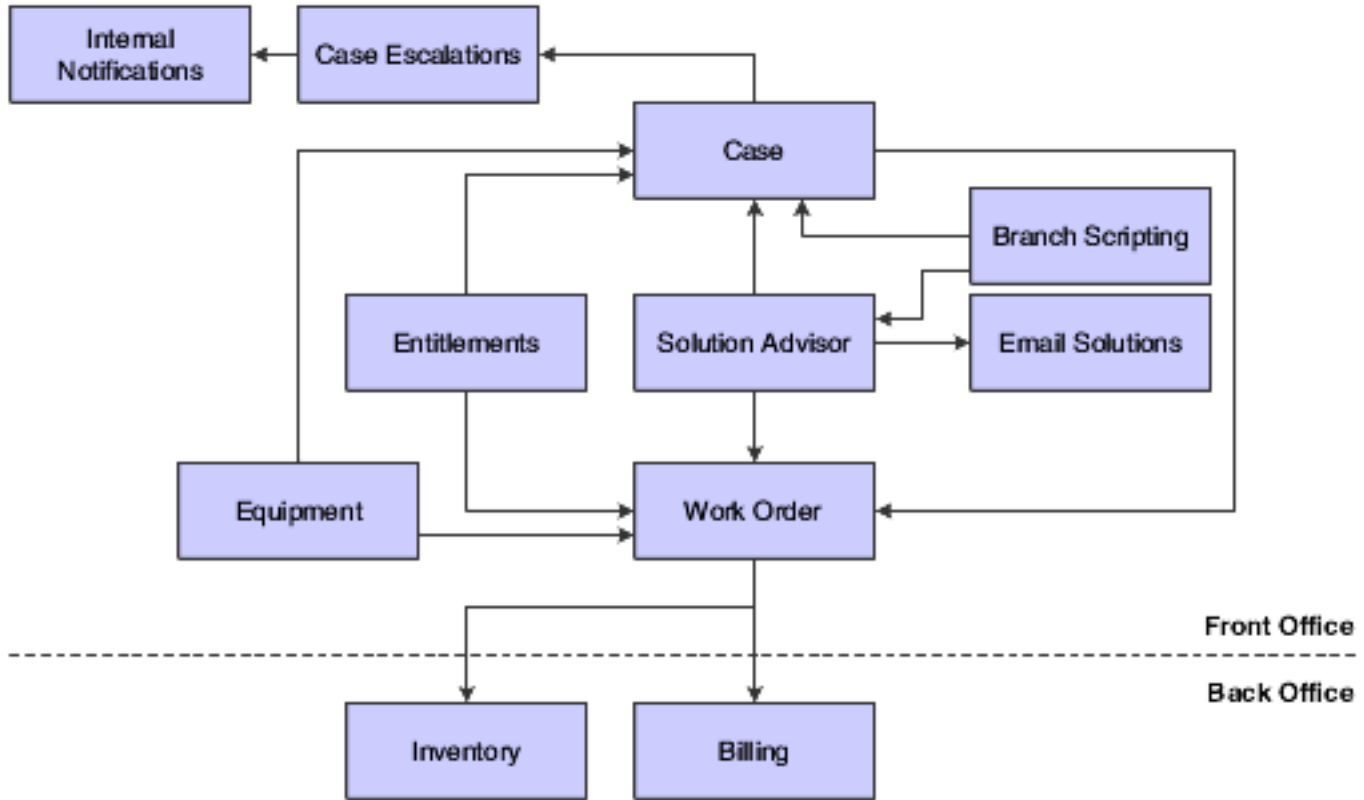 Internal
Notifications
Case Escalations
Case
Branch Scripting
Entitlements
Solution Advisor
Email Solutions
Equipment
Work Order
Front Office
Back Office
Inventory
Billing